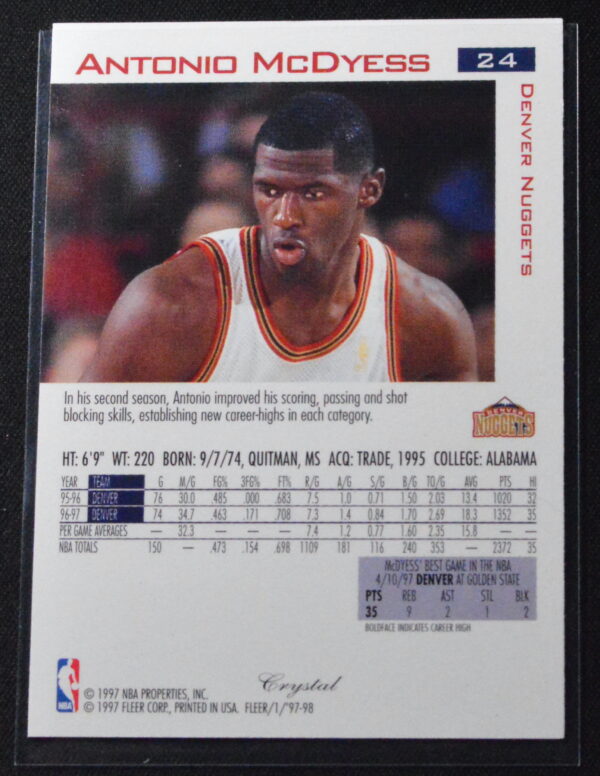 ANTONIO MCDYESS 24
DENVER NUGGETS
In his second season, Antonio improved his scoring, passing and shot
blocking skills, establishing new career-highs in each category.
DENVER
NUGGETS
HT: 6'9" WT: 220 BORN: 9/7/74, QUITMAN, MS ACQ: TRADE, 1995 COLLEGE: ALABAMA
YEAR TEAM G M/G FG% 3FG% FT% R/G A/G S/G B/G TO/G AVG PTS HI
95-96 DENVER 76 30.0 .485 .000 .683 7.5 1.0 0.71 1.50 2.03 13.4 1020 32
96-97 DENVER 74 34.7 .463 .171 .708 7.3 1.4 0.84 1.70 2.69 18.3 1352 35
PER GAME AVERAGES — 32.3 — — — 7.4 1.2 0.77 1.60 2.35 15.8 — —
NBA TOTALS 150 — .473 .154 .698 1109 181 116 240 353 — 2372 35
McDYESS' BEST GAME IN THE NBA
4/10/97 DENVER AT GOLDEN STATE
PTS REB AST STL BLK
35 9 2 1 2
BOLDFACE INDICATES CAREER HIGH
Crystal
NBA
© 1997 NBA PROPERTIES, INC.
© 1997 FLEER CORP., PRINTED IN USA. FLEER/1/'97-98